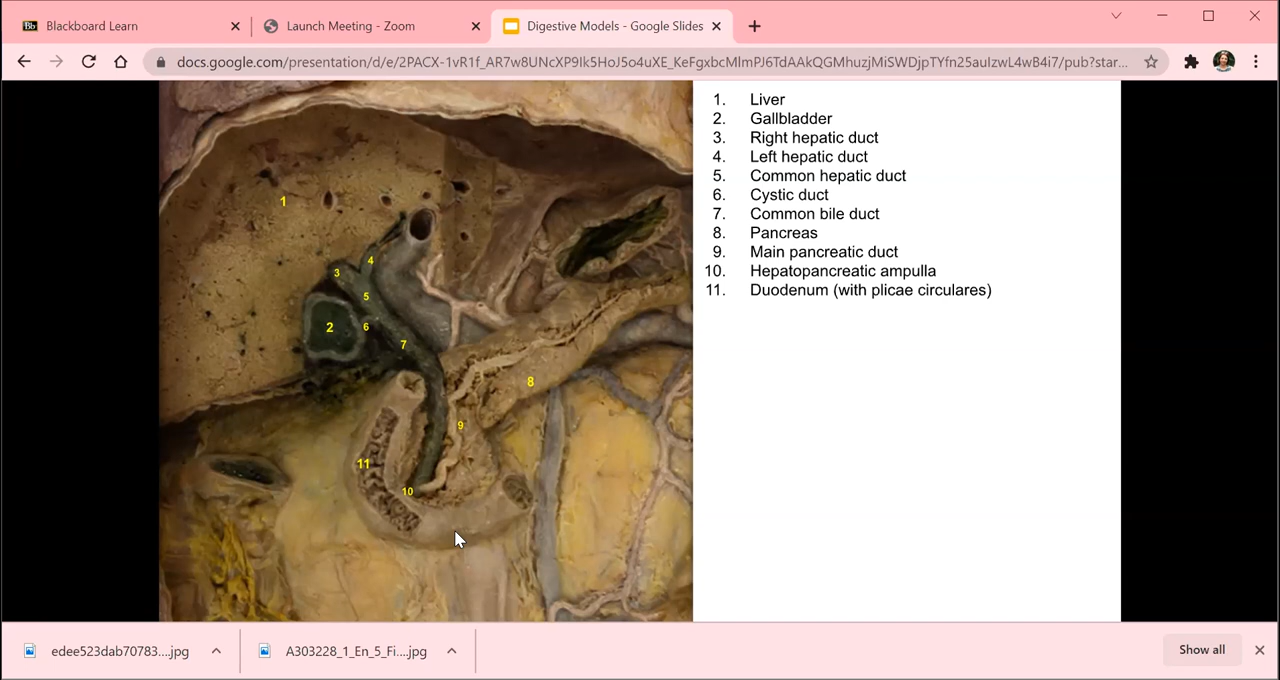 Blackboard Learn
Launch Meeting - Zoom
Digestive Models - Google Slides
docs.google.com/presentation/d/e/2PACX-1vR1f_AR7w8UNcXP9Ik5HoJ5o4uXE_KeFgxbcMlmPJ6TdAAkQGMhuzjMiSWDjpTYfn25auIzwL4wB4i7/pub?star...
1. Liver
2. Gallbladder
3. Right hepatic duct
4. Left hepatic duct
5. Common hepatic duct
6. Cystic duct
7. Common bile duct
8. Pancreas
9. Main pancreatic duct
10. Hepatopancreatic ampulla
11. Duodenum (with plicae circulares)
1
4
3
5
2
6
7
8
9
11
10
edee523dab70783....jpg
A303228_1_En_5_Fi....jpg
Show all